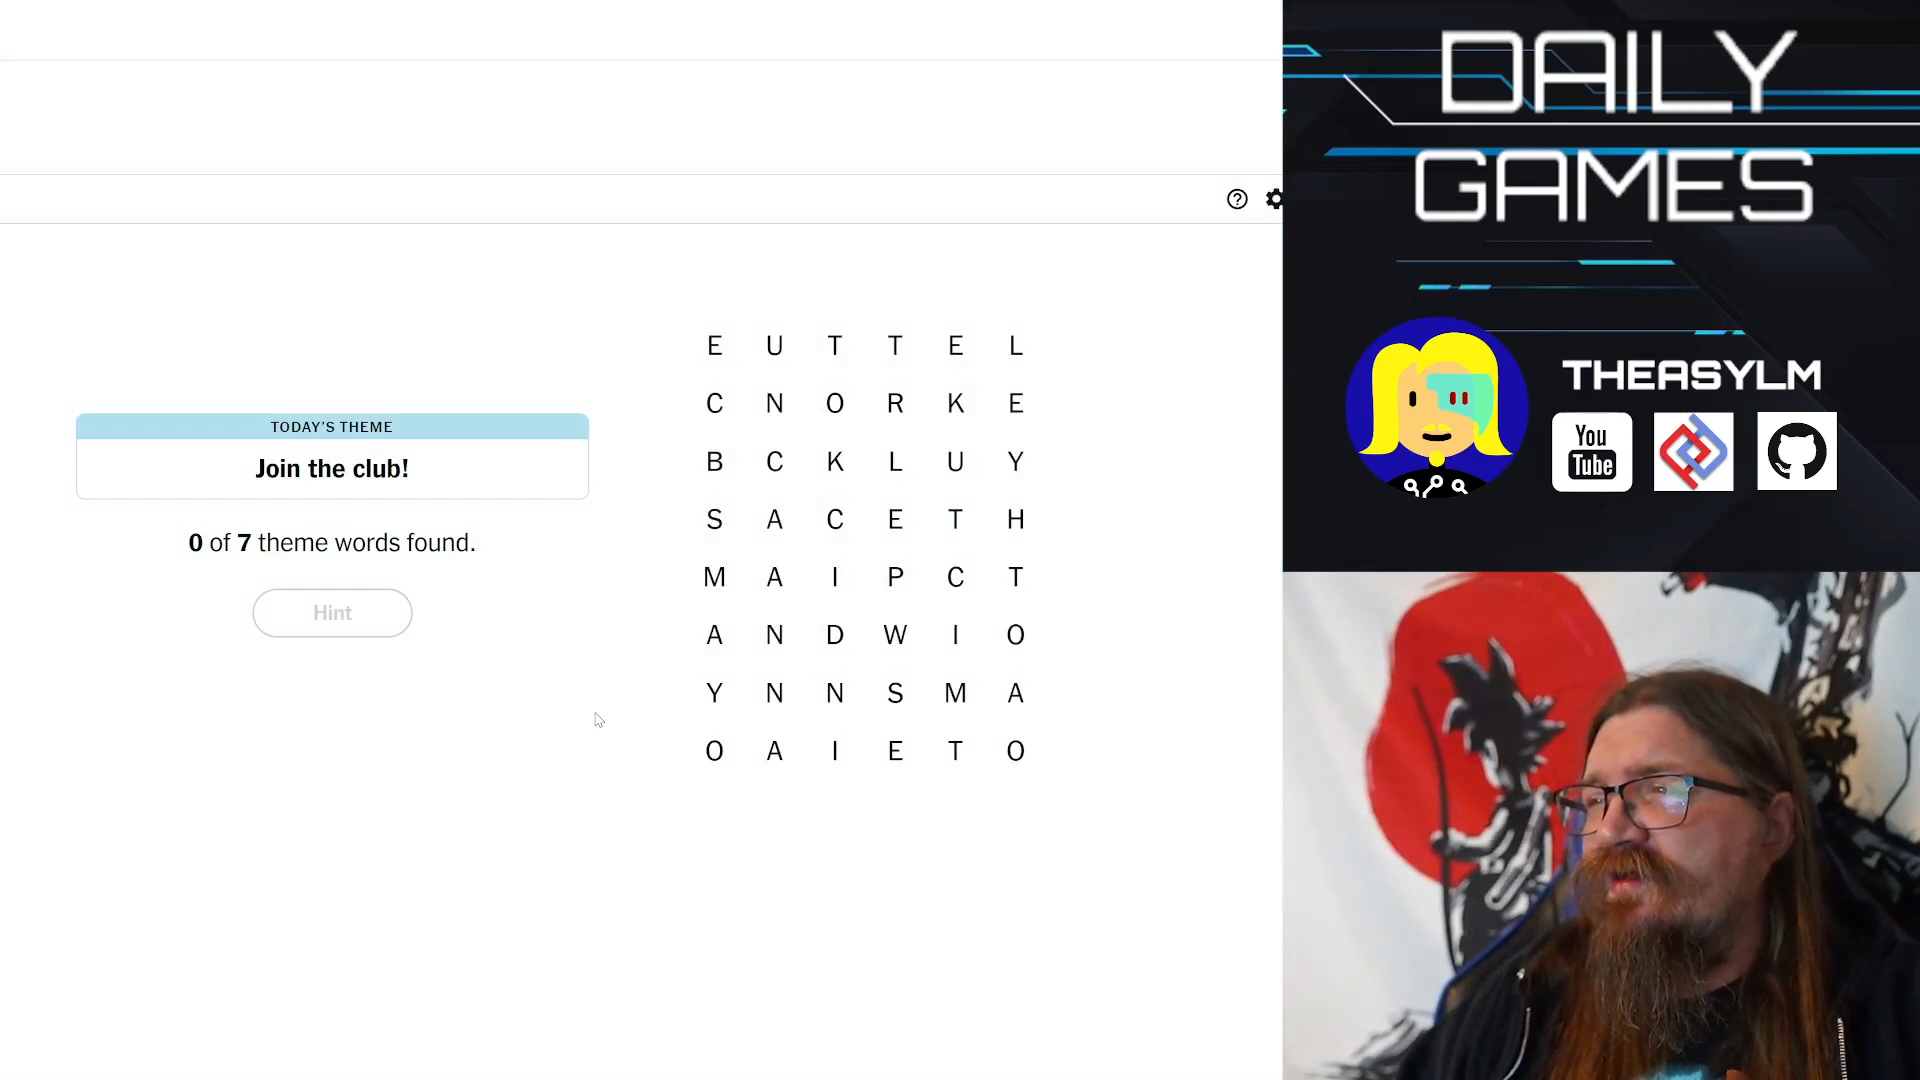 DAILY
GAMES
THEASYLM
You
Tube
TODAY'S THEME
Join the club!
0 of 7 theme words found.
Hint
E U T T E L
C N O R K E
B C K L U Y
S A C E T H
M A I P C T
A N D W I O
Y N N S M A
O A I E T O